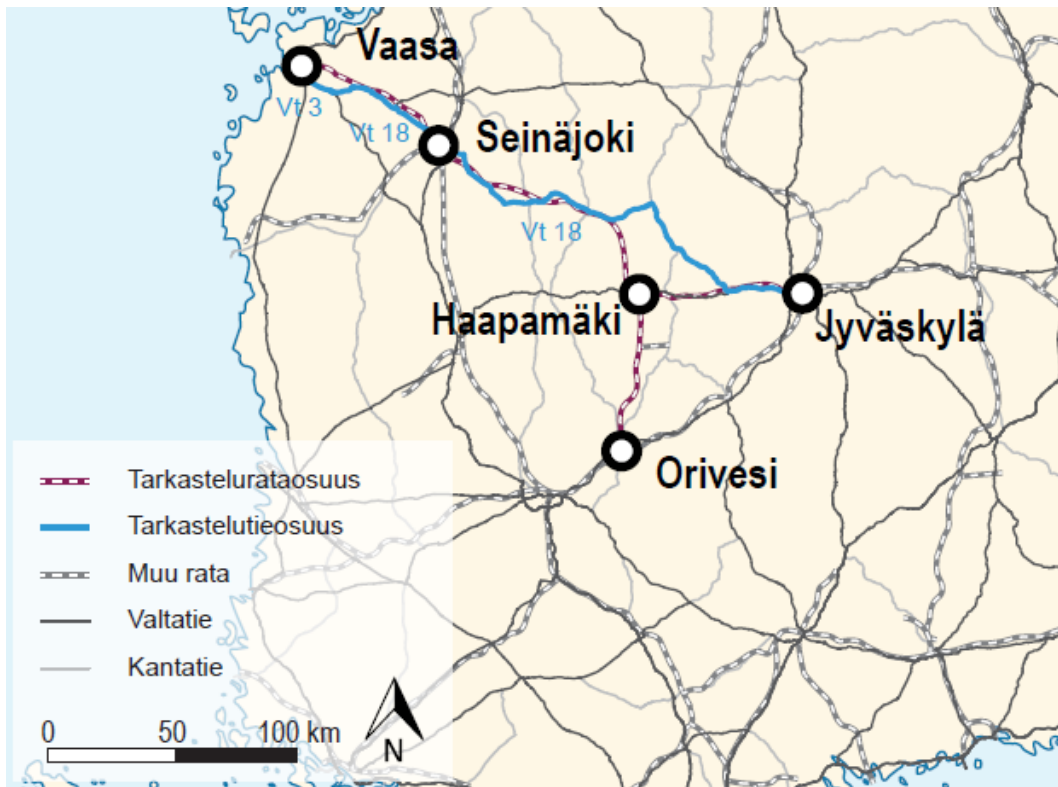 Vaasa
Vt 3
Vt 18
Seinäjoki
Vt 18
Haapamäki
Jyväskylä
Orivesi
Tarkastelurataosuus
Tarkastelutieosuus
Muu rata
Valtatie
Kantatie
0 50 100 km
N